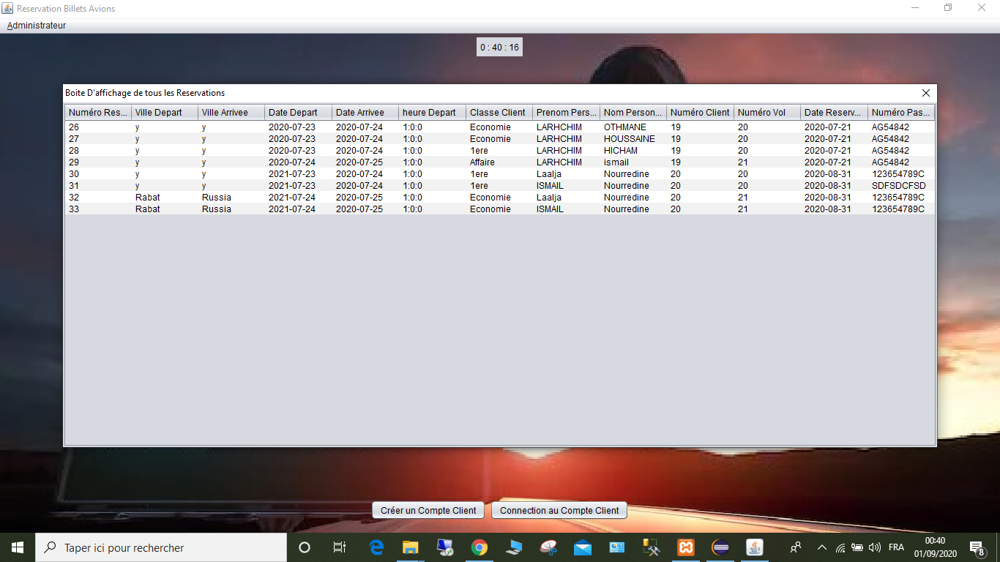 Reservation Billets Avions
Administrateur
0 : 40 : 16
Boite D'affichage de tous les Reservations
Numéro Res... Ville Depart Ville Arrivee Date Depart Date Arrivee heure Depart Classe Client Prenom Pers... Nom Person... Numéro Client Numéro Vol Date Reserv... Numéro Pas...
26 y y 2020-07-23 2020-07-24 1:0:0 Economie LARHCHIM OTHMANE 19 20 2020-07-21 AG54842
27 y y 2020-07-23 2020-07-24 1:0:0 Economie LARHCHIM HOUSSAINE 19 20 2020-07-21 AG54842
28 y y 2020-07-23 2020-07-24 1:0:0 1ere LARHCHIM HICHAM 19 20 2020-07-21 AG54842
29 y y 2020-07-24 2020-07-25 1:0:0 Affaire LARHCHIM ismail 19 21 2020-07-21 AG54842
30 y y 2021-07-23 2020-07-24 1:0:0 1ere Laalja Nourredine 20 20 2020-08-31 123654789C
31 y y 2021-07-23 2020-07-24 1:0:0 1ere ISMAIL Nourredine 20 20 2020-08-31 SDFSDCFSD
32 Rabat Russia 2021-07-24 2020-07-25 1:0:0 Economie Laalja Nourredine 20 21 2020-08-31 123654789C
33 Rabat Russia 2021-07-24 2020-07-25 1:0:0 Economie ISMAIL Nourredine 20 21 2020-08-31 123654789C
Créer un Compte Client Connection au Compte Client
Taper ici pour rechercher
FRA
00:40
01/09/2020
8